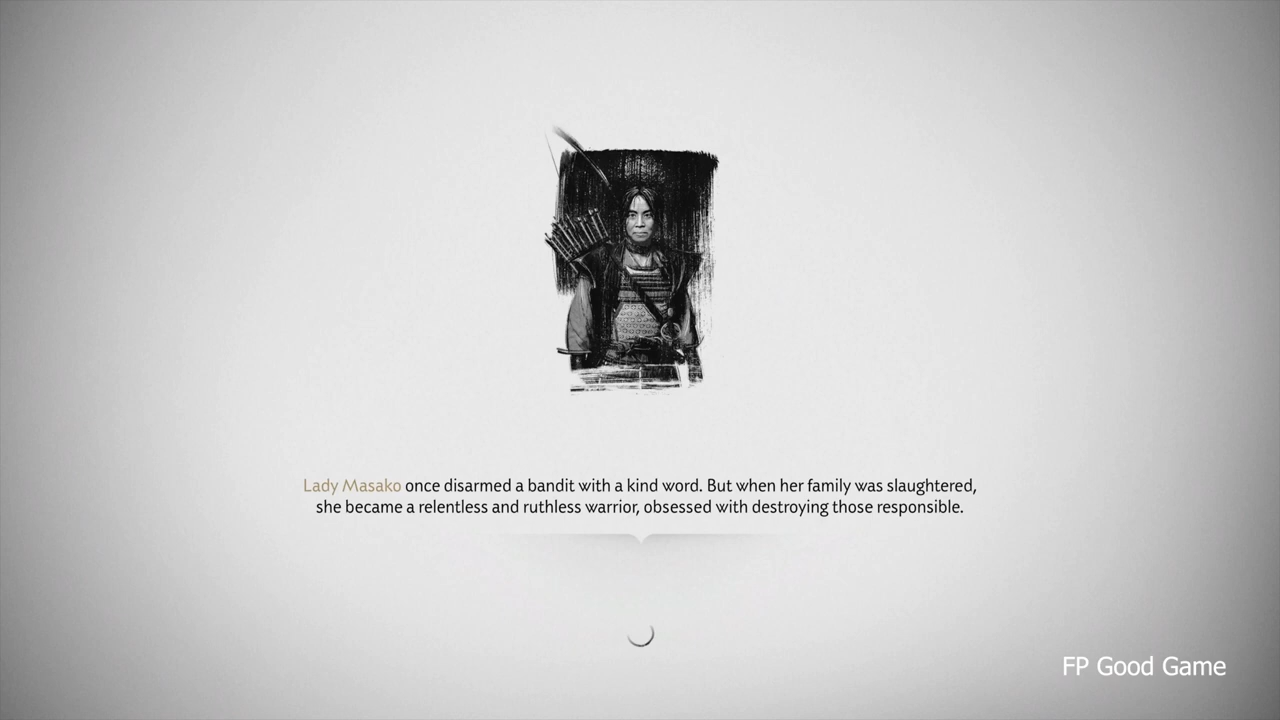 Lady Masako once disarmed a bandit with a kind word. But when her family was slaughtered,
she became a relentless and ruthless warrior, obsessed with destroying those responsible.
FP Good Game